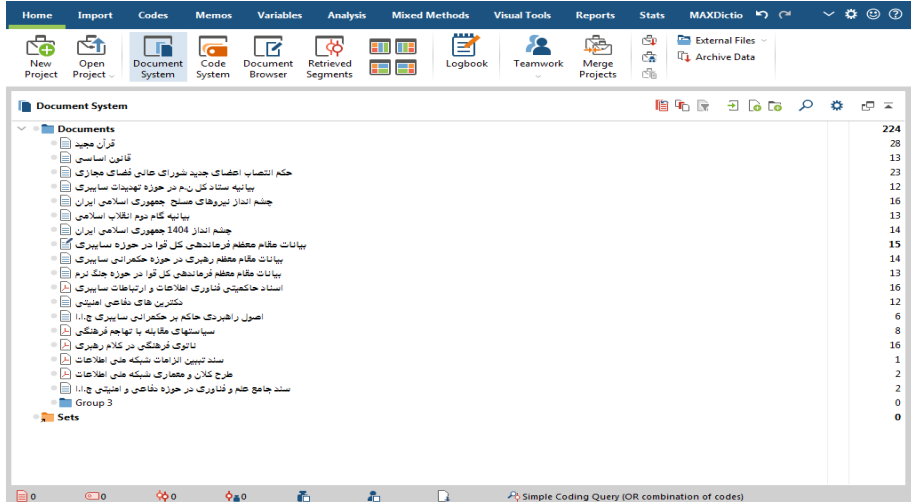 Home Import Codes Memos Variables Analysis Mixed Methods Visual Tools Reports Stats MAXDictio
New Project
Open Project
Document System
Code System
Document Browser
Retrieved Segments
Logbook
Teamwork
Merge Projects
External Files
Archive Data
Document System
Documents 224
قرآن مجید 28
قانون اساسی 13
حکم انتصاب اعضای جدید شورای عالی فضای مجازی 23
بیانیه ستاد کل ن.م در حوزه تهدیدات سایبری 12
چشم انداز نیروهای مسلح جمهوری اسلامی ایران 16
بیانیه گام دوم انقلاب اسلامی 13
چشم انداز 1404 جمهوری اسلامی ایران 14
بیانات مقام معظم فرماندهی کل قوا در حوزه سایبری 15
بیانات مقام معظم رهبری در حوزه حکمرانی سایبری 14
بیانات مقام معظم فرماندهی کل قوا در حوزه جنگ نرم 13
اسناد حاکمیتی فناوری اطلاعات و ارتباطات سایبری 16
دکترین های دفاعی امنیتی 12
اصول راهبردی حاکم بر حکمرانی سایبری ج.ا.ا 6
سیاستهای مقابله با تهاجم فرهنگی 8
ناتوی فرهنگی در کلام رهبری 16
سند تبیین الزامات شبکه ملی اطلاعات 1
طرح کلان و معماری شبکه ملی اطلاعات 2
سند جامع علم و فناوری در حوزه دفاعی و امنیتی ج.ا.ا 2
Group 3 0
Sets 0
0 0 0 0 Simple Coding Query (OR combination of codes)